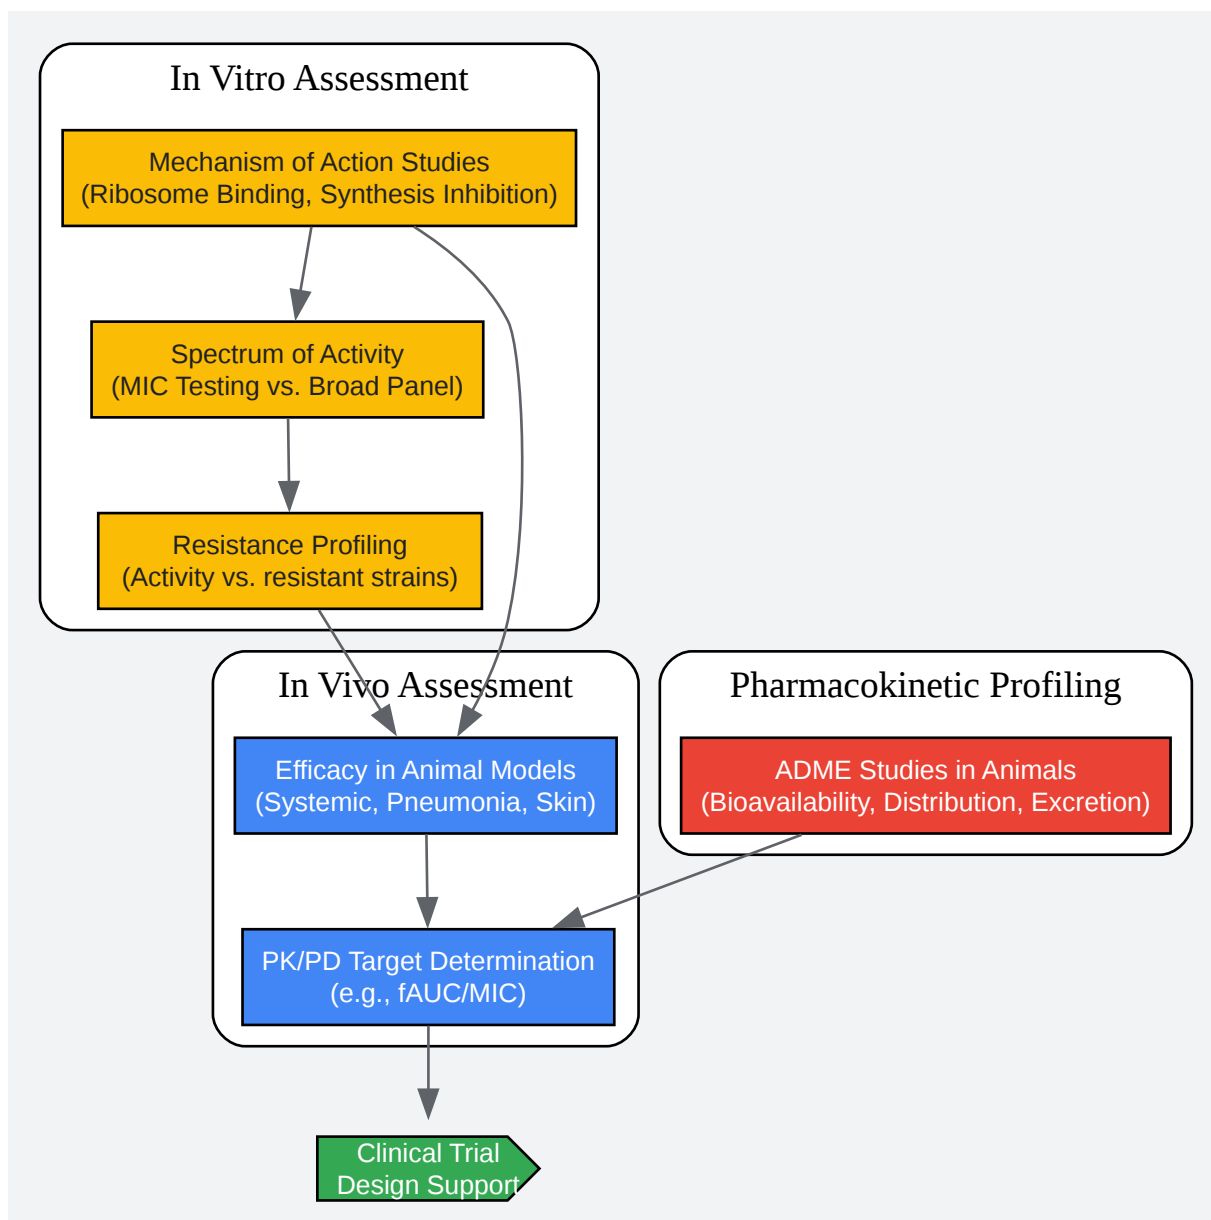 In Vitro Assessment
Mechanism of Action Studies
(Ribosome Binding, Synthesis Inhibition)
Spectrum of Activity
(MIC Testing vs. Broad Panel)
Resistance Profiling
(Activity vs. resistant strains)
In Vivo Assessment
Efficacy in Animal Models
(Systemic, Pneumonia, Skin)
PK/PD Target Determination
(e.g., fAUC/MIC)
Pharmacokinetic Profiling
ADME Studies in Animals
(Bioavailability, Distribution, Excretion)
Clinical Trial
Design Support